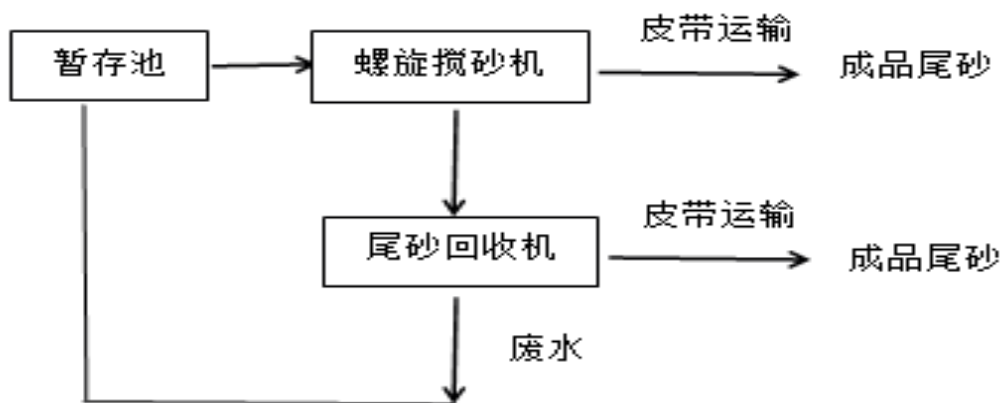 皮带运输
暂存池
螺旋搅砂机
成品尾砂
皮带运输
尾砂回收机
成品尾砂
废水